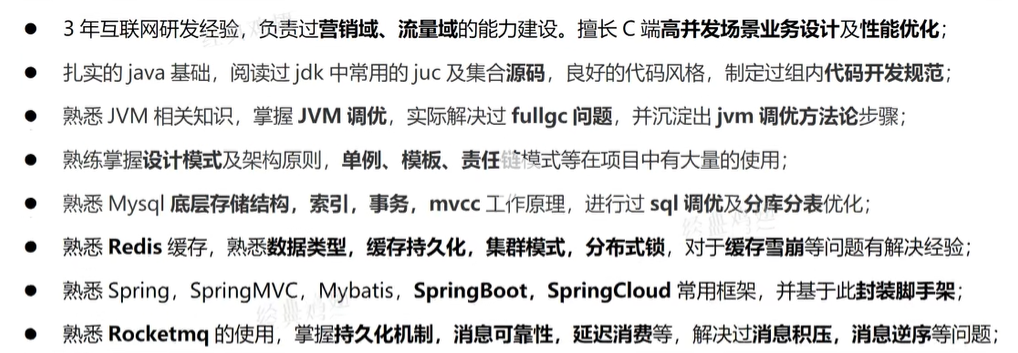 ● 3 年互联网研发经验，负责过营销域、流量域的能力建设。擅长 C 端高并发场景业务设计及性能优化；
● 扎实的 java 基础，阅读过 jdk 中常用的 juc 及集合源码，良好的代码风格，制定过组内代码开发规范；
● 熟悉 JVM 相关知识，掌握 JVM 调优，实际解决过 fullgc 问题，并沉淀出 jvm 调优方法论步骤；
● 熟练掌握设计模式及架构原则，单例、模板、责任链模式等在项目中有大量的使用；
● 熟悉 Mysql 底层存储结构，索引，事务，mvcc 工作原理，进行过 sql 调优及分库分表优化；
● 熟悉 Redis 缓存，熟悉数据类型，缓存持久化，集群模式，分布式锁，对于缓存雪崩等问题有解决经验；
● 熟悉 Spring，SpringMVC，Mybatis，SpringBoot，SpringCloud 常用框架，并基于此封装脚手架；
● 熟悉 Rocketmq 的使用，掌握持久化机制，消息可靠性，延迟消费等，解决过消息积压，消息逆序等问题；